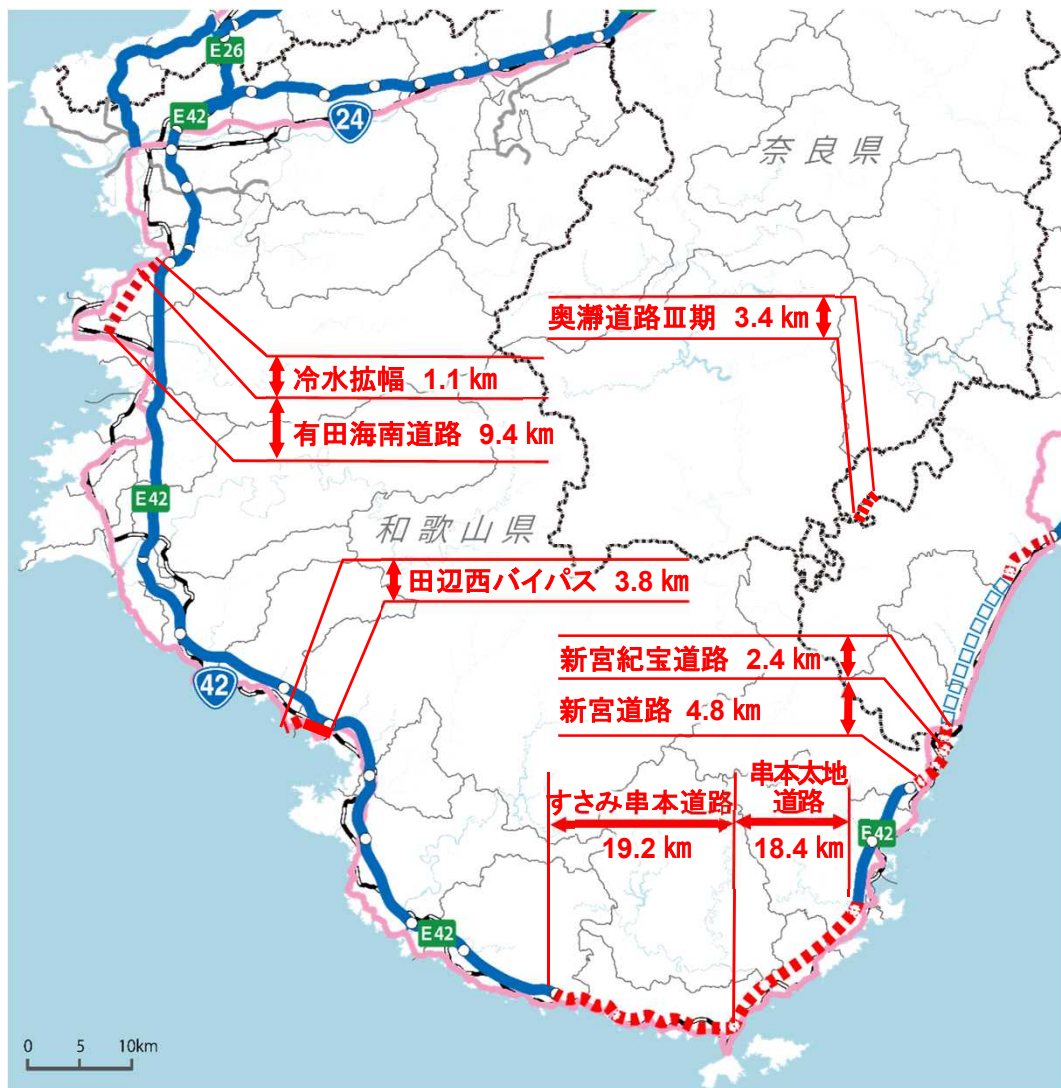 E26
E42
24
奈良県
奥瀞道路Ⅲ期 3.4 km
冷水拡幅 1.1 km
有田海南道路 9.4 km
E42
和歌山県
田辺西バイパス 3.8 km
新宮紀宝道路 2.4 km
42
新宮道路 4.8 km
串本太地
道路
すさみ串本道路
19.2 km
18.4 km
E42
E42
0 5 10km